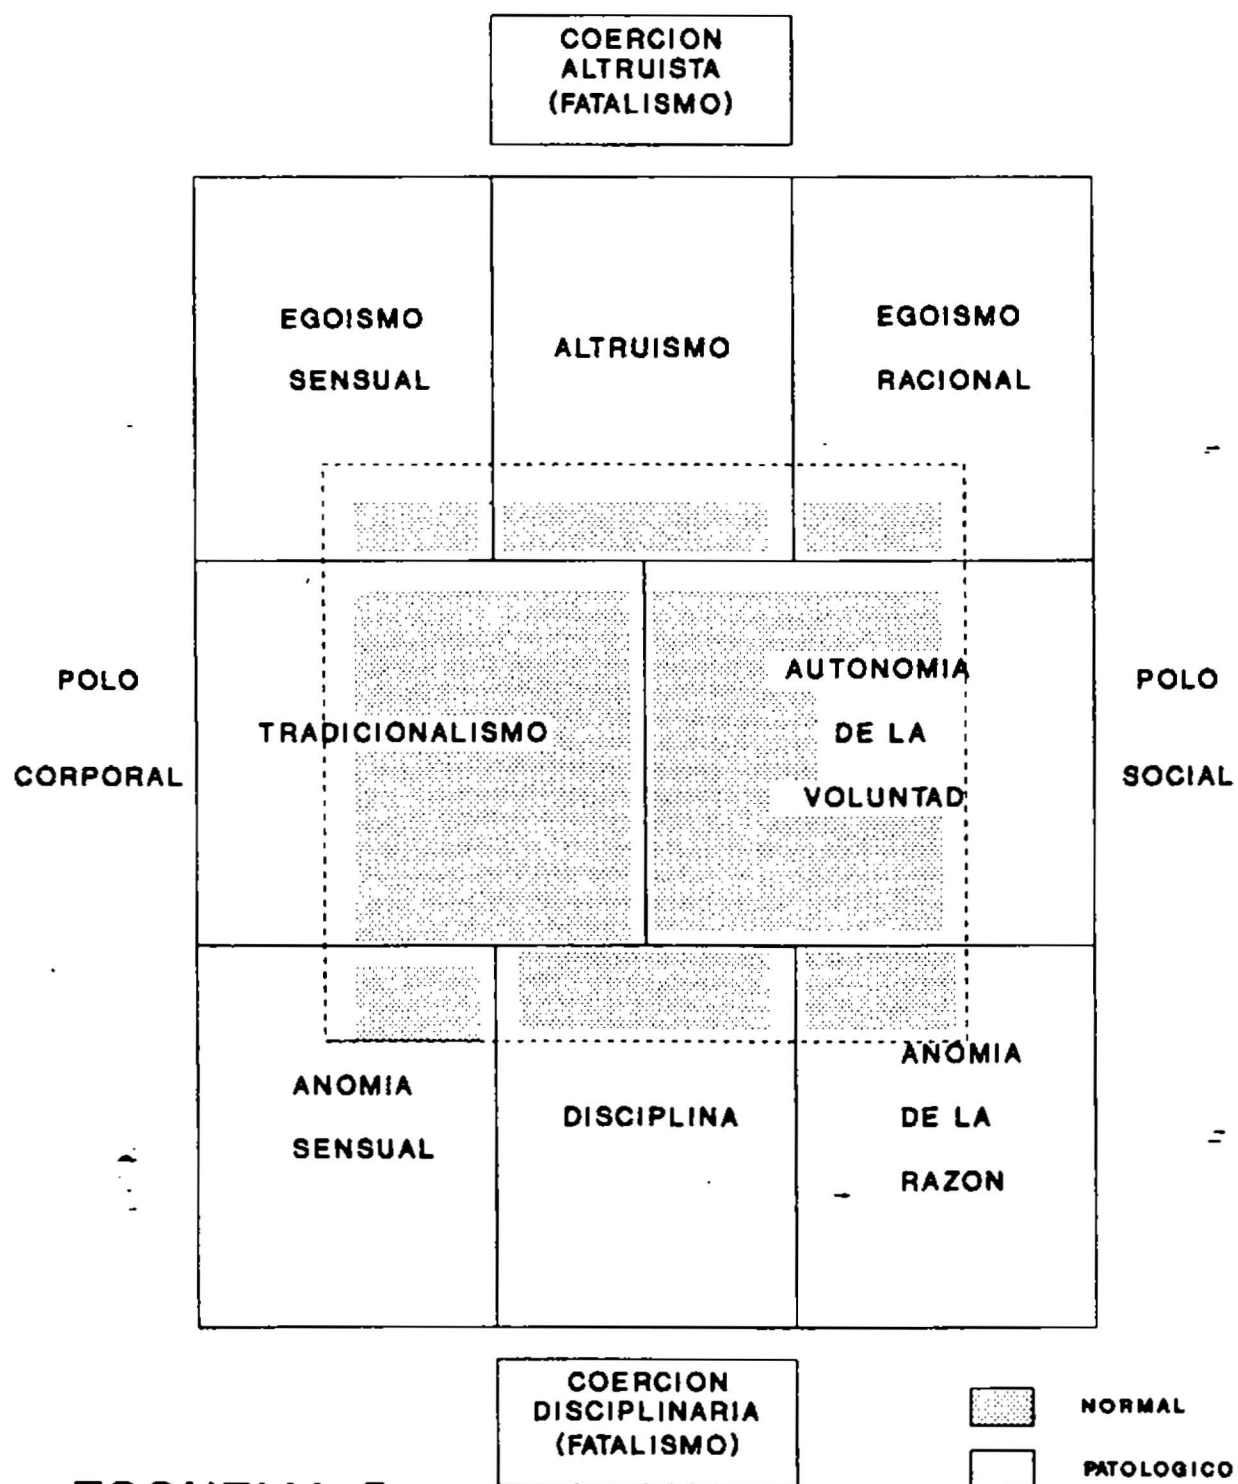 COERCION
ALTRUISTA
(FATALISMO)
EGOISMO
SENSUAL
ALTRUISMO
EGOISMO
RACIONAL
POLO
CORPORAL
TRADICIONALISMO
AUTONOMIA
DE LA
VOLUNTAD
POLO
SOCIAL
ANOMIA
SENSUAL
DISCIPLINA
ANOMIA
DE LA
RAZON
COERCION
DISCIPLINARIA
(FATALISMO)
NORMAL
PATOLOGICO